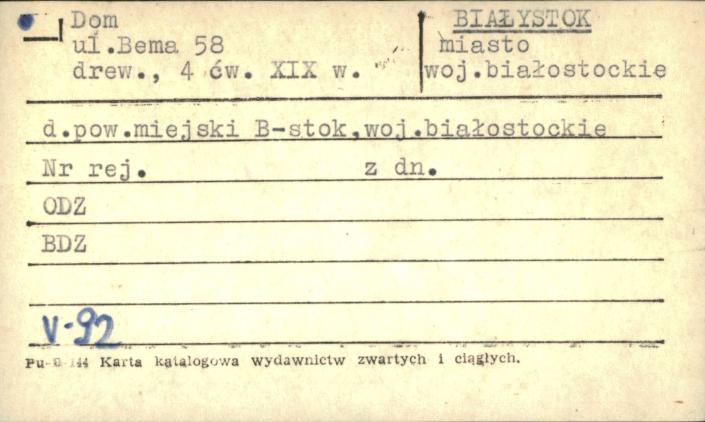 Dom
ul.Bema 58
drew., 4 ćw. XIX w.
BIAŁYSTOK
miasto
woj.białostockie
d.pow.miejski B-stok,woj.białostockie
Nr rej. z dn.
ODZ
BDZ
V-92
144 Karta katalogowa wydawnictw zwartych i ciągłych.